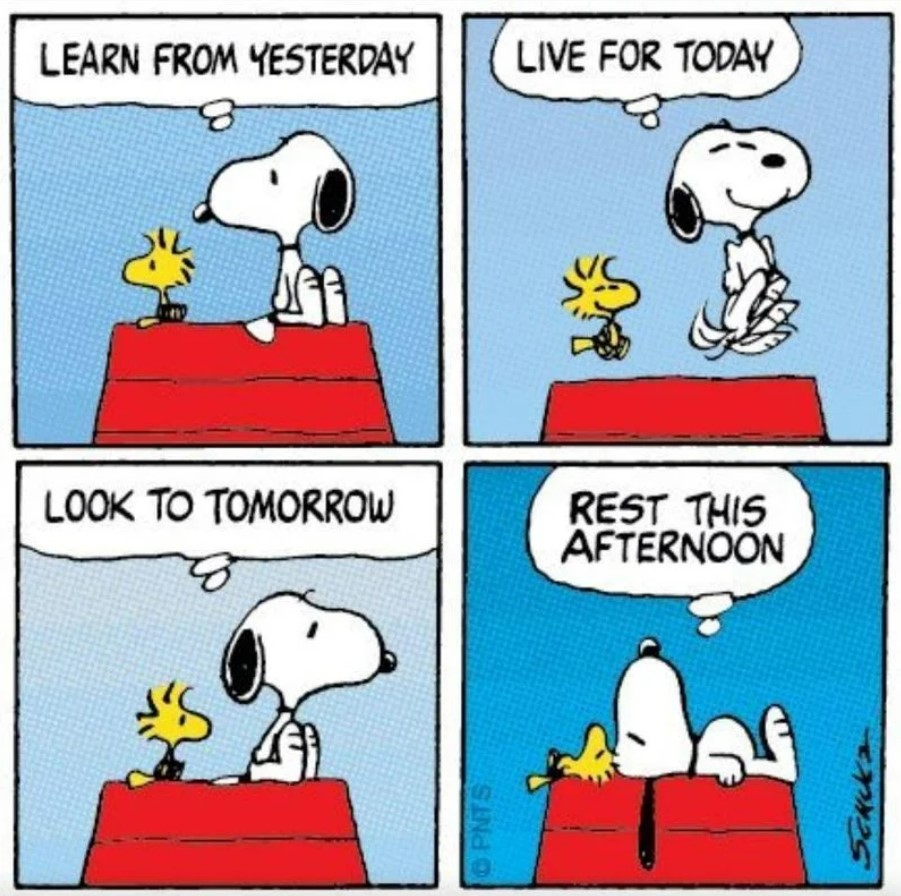 LEARN FROM YESTERDAY
LIVE FOR TODAY
LOOK TO TOMORROW
REST THIS
AFTERNOON
© PNTS
SCHULZ